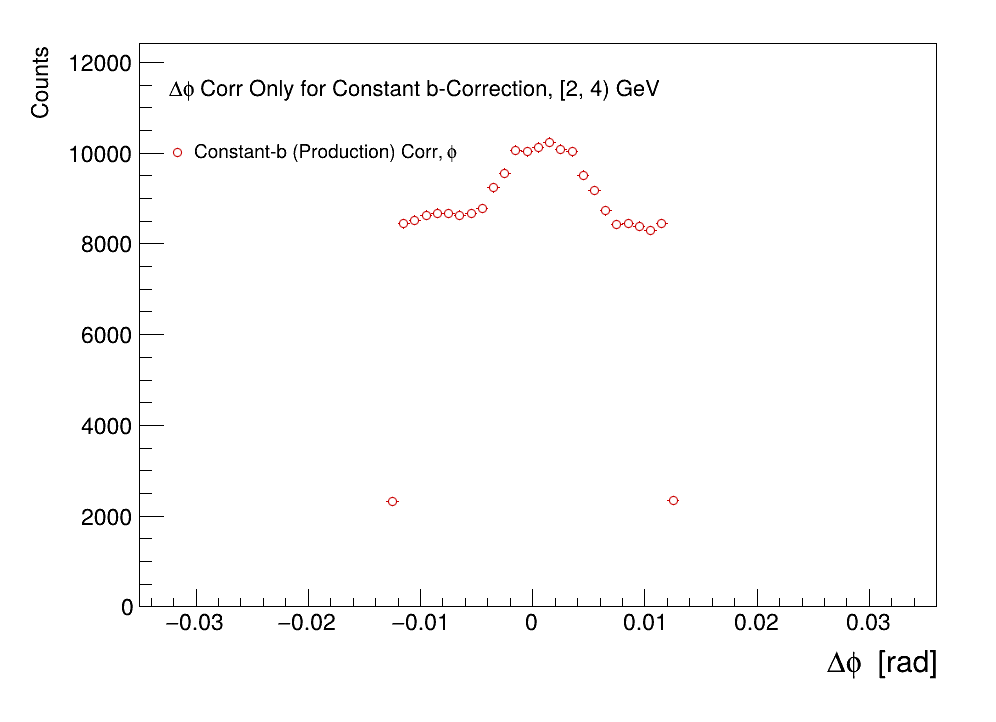 Counts
12000
Δϕ Corr Only for Constant b-Correction, [2, 4) GeV
10000
Constant-b (Production) Corr, ϕ
8000
6000
4000
2000
0
−0.03 −0.02 −0.01 0 0.01 0.02 0.03
Δϕ [rad]